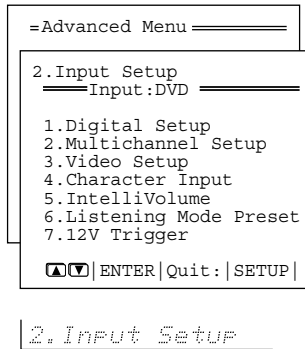 =Advanced Menu
2.Input Setup
Input:DVD
1.Digital Setup
2.Multichannel Setup
3.Video Setup
4.Character Input
5.IntelliVolume
6.Listening Mode Preset
7.12V Trigger
▲▼|ENTER|Quit:|SETUP|
2.Input Setup